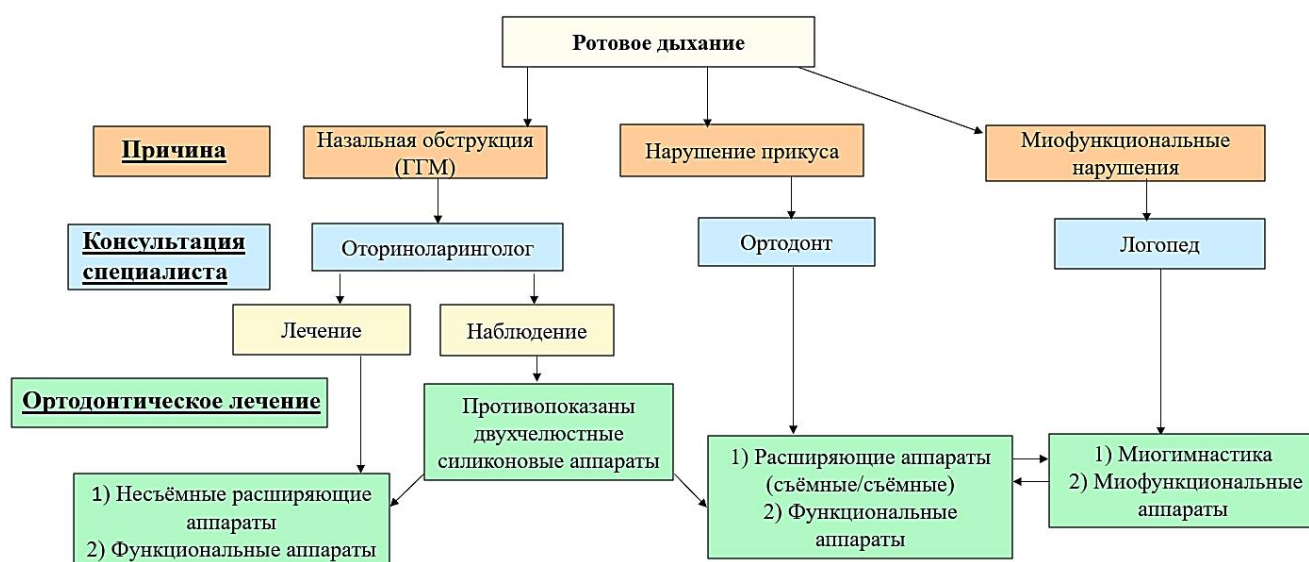 Ротовое дыхание
Причина
Назальная обструкция
(ГГМ)
Нарушение прикуса
Миофункциональные
нарушения
Консультация
специалиста
Оториноларинголог
Ортодонт
Логопед
Лечение
Наблюдение
Ортодонтическое лечение
Противопоказаны
двухчелюстные
силиконовые аппараты
1) Несъёмные расширяющие
аппараты
2) Функциональные аппараты
1) Расширяющие аппараты
(съёмные/съёмные)
2) Функциональные
аппараты
1) Миогимнастика
2) Миофункциональные
аппараты